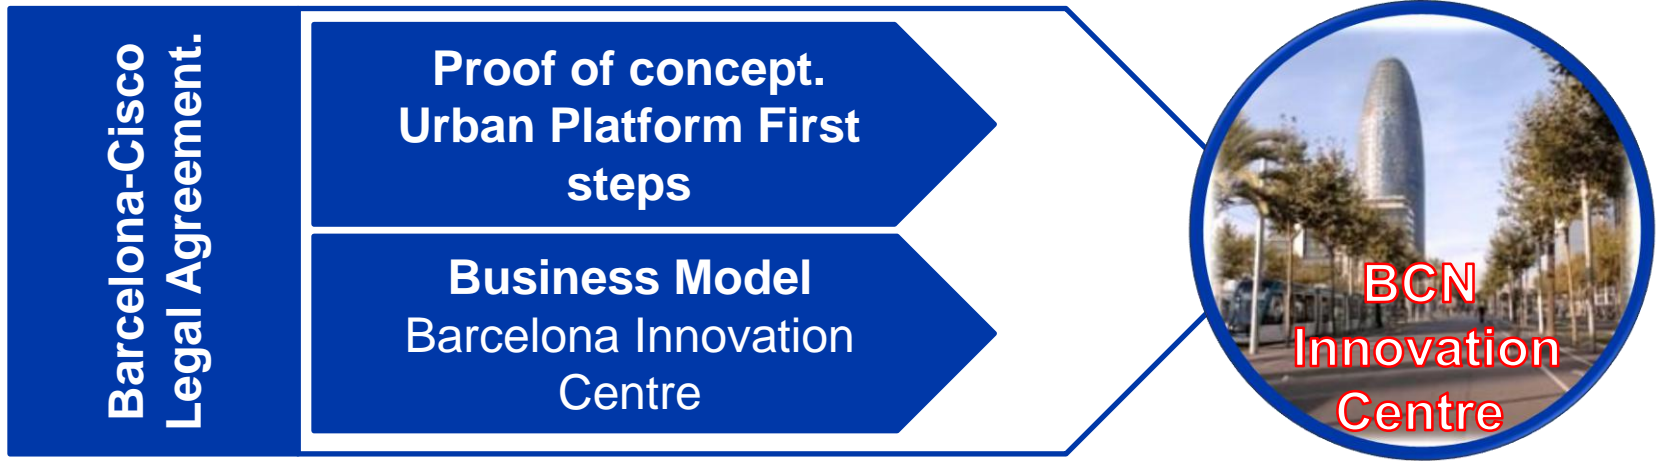 Barcelona-Cisco
Legal Agreement.
Proof of concept.
Urban Platform First
steps
Business Model
Barcelona Innovation
Centre
BCN
Innovation
Centre